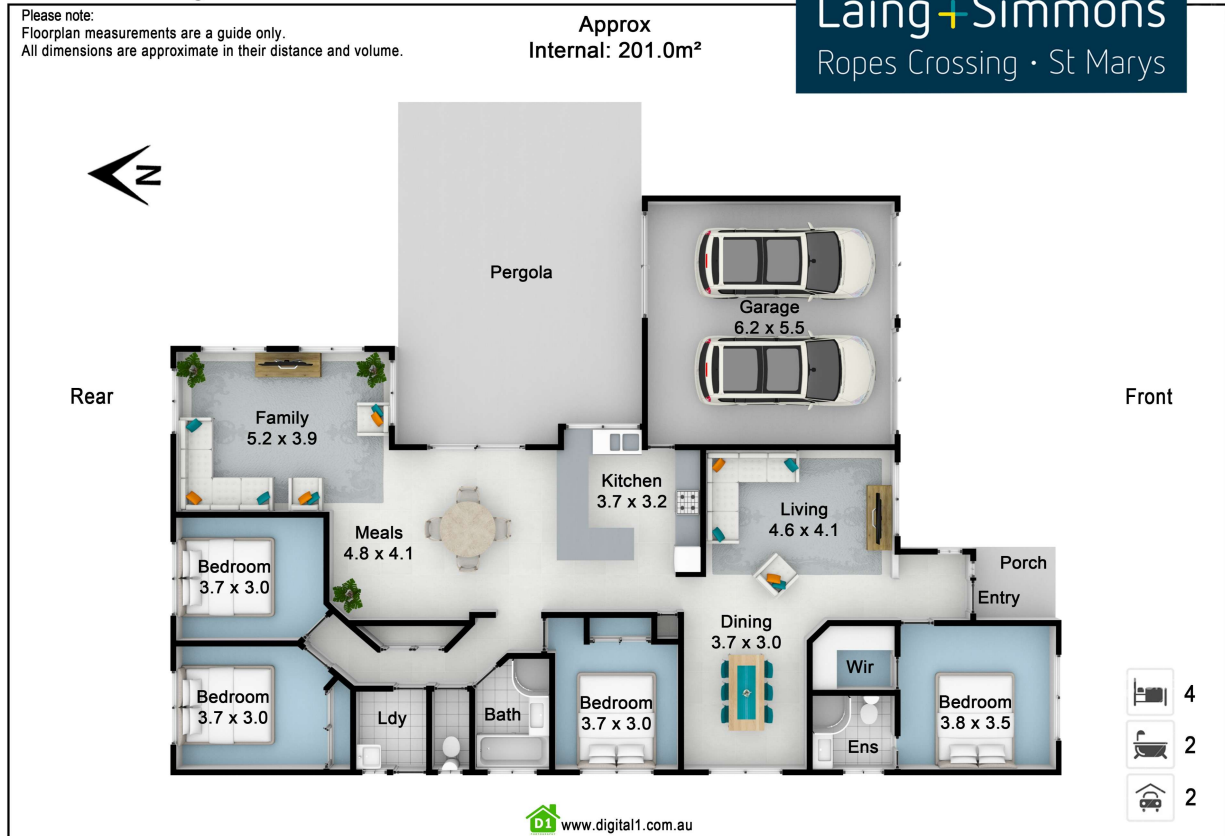 Please note:
Floorplan measurements are a guide only.
All dimensions are approximate in their distance and volume.
Approx
Internal: 201.0m²
Laing+Simmons
Ropes Crossing · St Marys
N
Pergola
Garage
6.2 x 5.5
Rear
Front
Family
5.2 x 3.9
Kitchen
3.7 x 3.2
Living
4.6 x 4.1
Meals
4.8 x 4.1
Bedroom
3.7 x 3.0
Porch
Entry
Dining
3.7 x 3.0
Wir
Bedroom
3.7 x 3.0
Ldy
Bath
Bedroom
3.7 x 3.0
Ens
Bedroom
3.8 x 3.5
4
2
2
D1 www.digital1.com.au